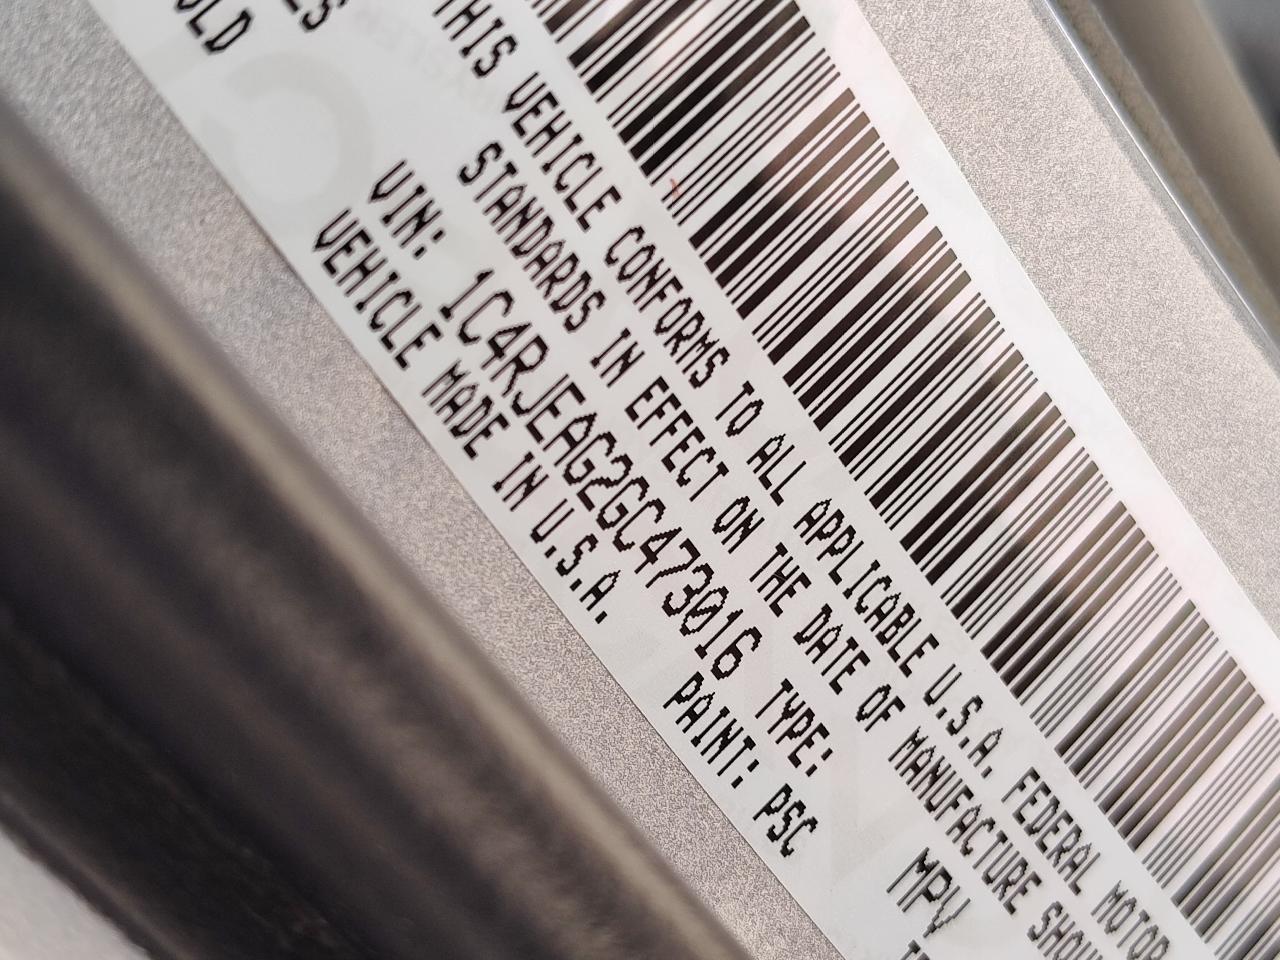 THIS VEHICLE CONFORMS TO ALL APPLICABLE U.S.A. FEDERAL MOTOR
STANDARDS IN EFFECT ON THE DATE OF MANUFACTURE
VIN: 1C4RJEAG2GC473016 TYPE: MPV
VEHICLE MADE IN U.S.A. PAINT: PSC